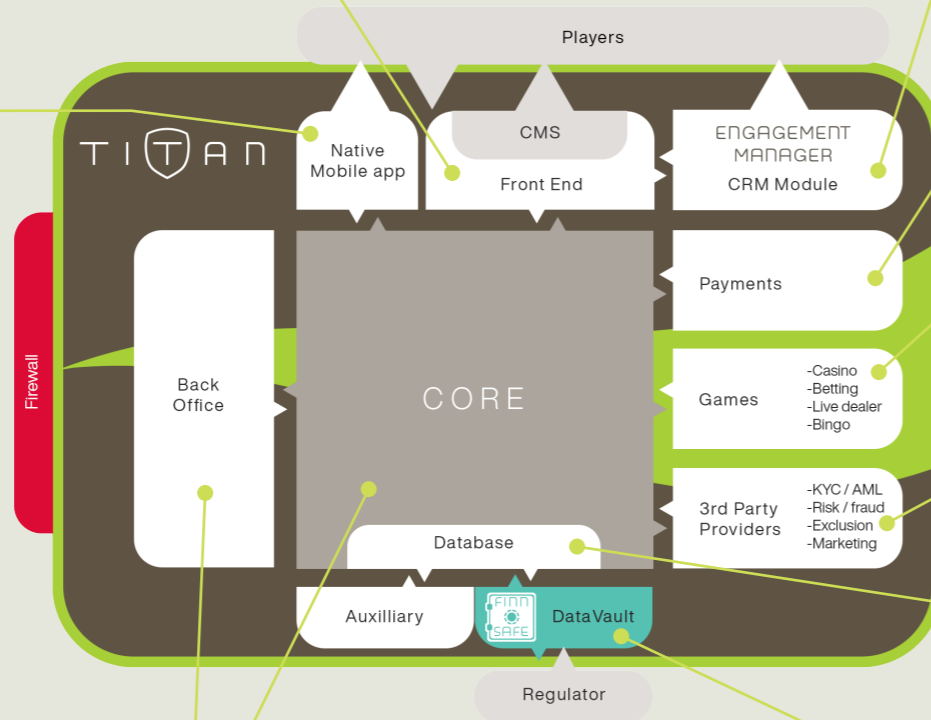 Players
TITAN
Native
Mobile app
CMS
Front End
ENGAGEMENT
MANAGER
CRM Module
Firewall
Back
Office
CORE
Payments
Games
-Casino
-Betting
-Live dealer
-Bingo
3rd Party
Providers
-KYC / AML
-Risk / fraud
-Exclusion
-Marketing
Database
Auxilliary
FINN
SAFE
DataVault
Regulator